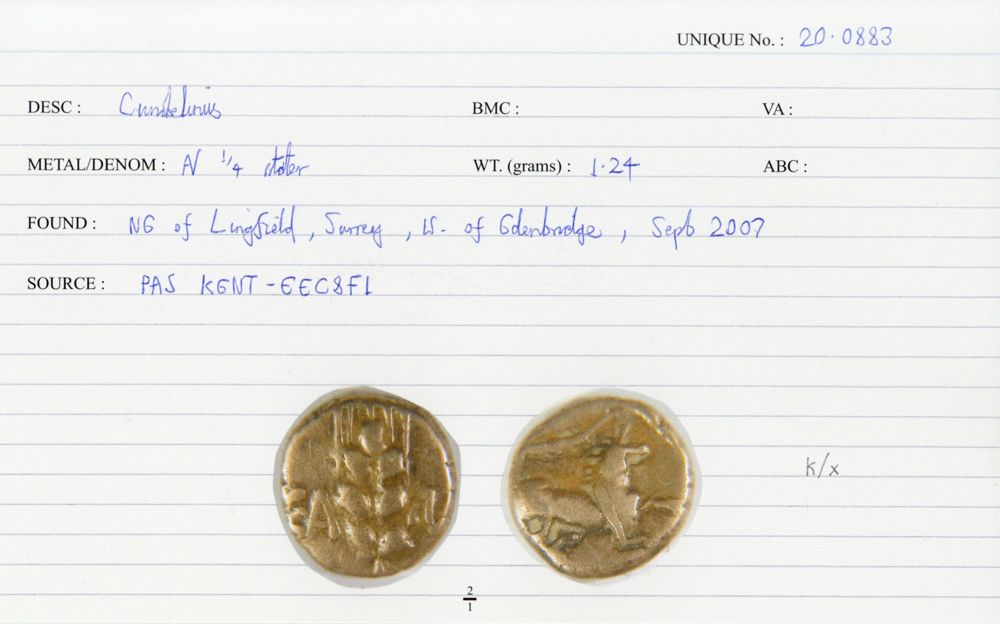 UNIQUE No. : 20·0883
DESC : Cunobelinus BMC : VA :
METAL/DENOM : AV 1/4 stater WT. (grams) : 1·24 ABC :
FOUND : NE of Lingfield, Surrey, W. of Edenbridge, Sept 2007
SOURCE : PAS KENT-EEC8F1
k/x
2
1